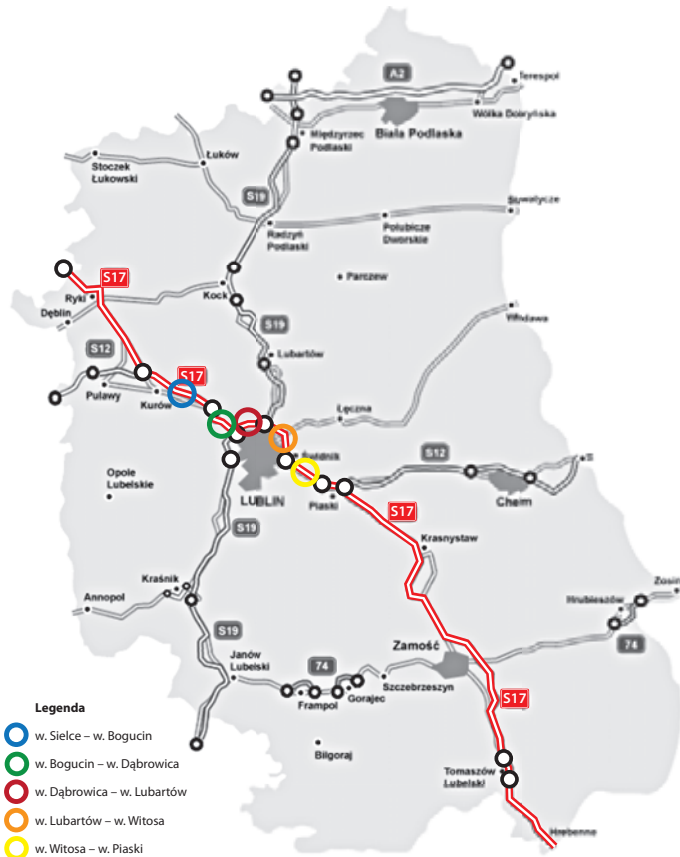 A2
Terespol
Wólka Dobryńska
Biała Podlaska
Międzyrzec
Podlaski
Łuków
Stoczek
Łukowski
S19
Radzyń
Podlaski
Połubicze
Dworskie
S17
Ryki
Dęblin
Kock
Parczew
S19
Włodawa
S12
Lubartów
Puławy
Kurów
S17
Łęczna
Świdnik
S12
Opole
Lubelskie
LUBLIN
Piaski
Chełm
S19
S17
Krasnystaw
Kraśnik
Annopol
Hrubieszów
Zosin
S19
Zamość
74
Janów
Lubelski
74
Szczebrzeszyn
Frampol
Gorajec
S17
Biłgoraj
Tomaszów
Lubelski
Hrebenne
Legenda
w. Sielce – w. Bogucin
w. Bogucin – w. Dąbrowica
w. Dąbrowica – w. Lubartów
w. Lubartów – w. Witosa
w. Witosa – w. Piaski